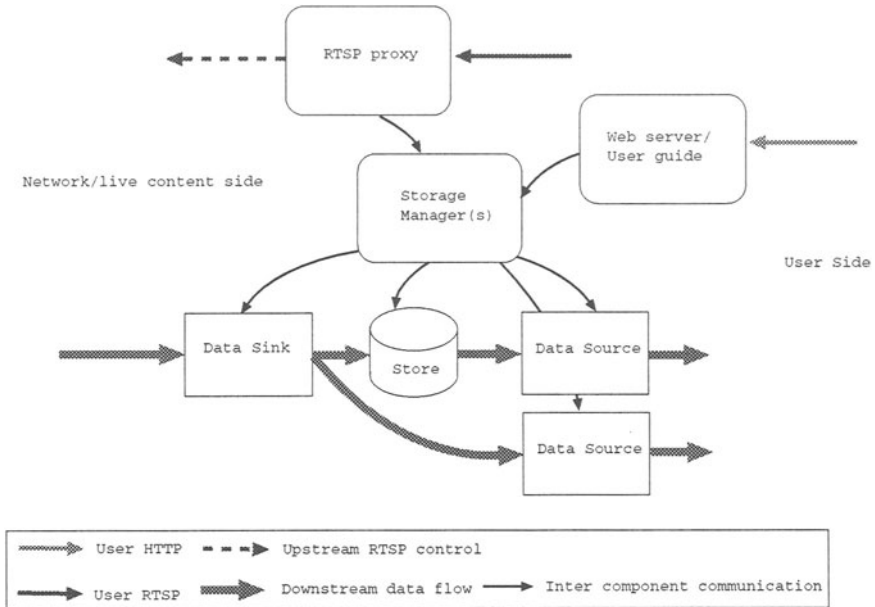 RTSP proxy
Web server/
User guide
Network/live content side
Storage
Manager(s)
User Side
Data Sink
Store
Data Source
Data Source
User HTTP
Upstream RTSP control
User RTSP
Downstream data flow
Inter component communication